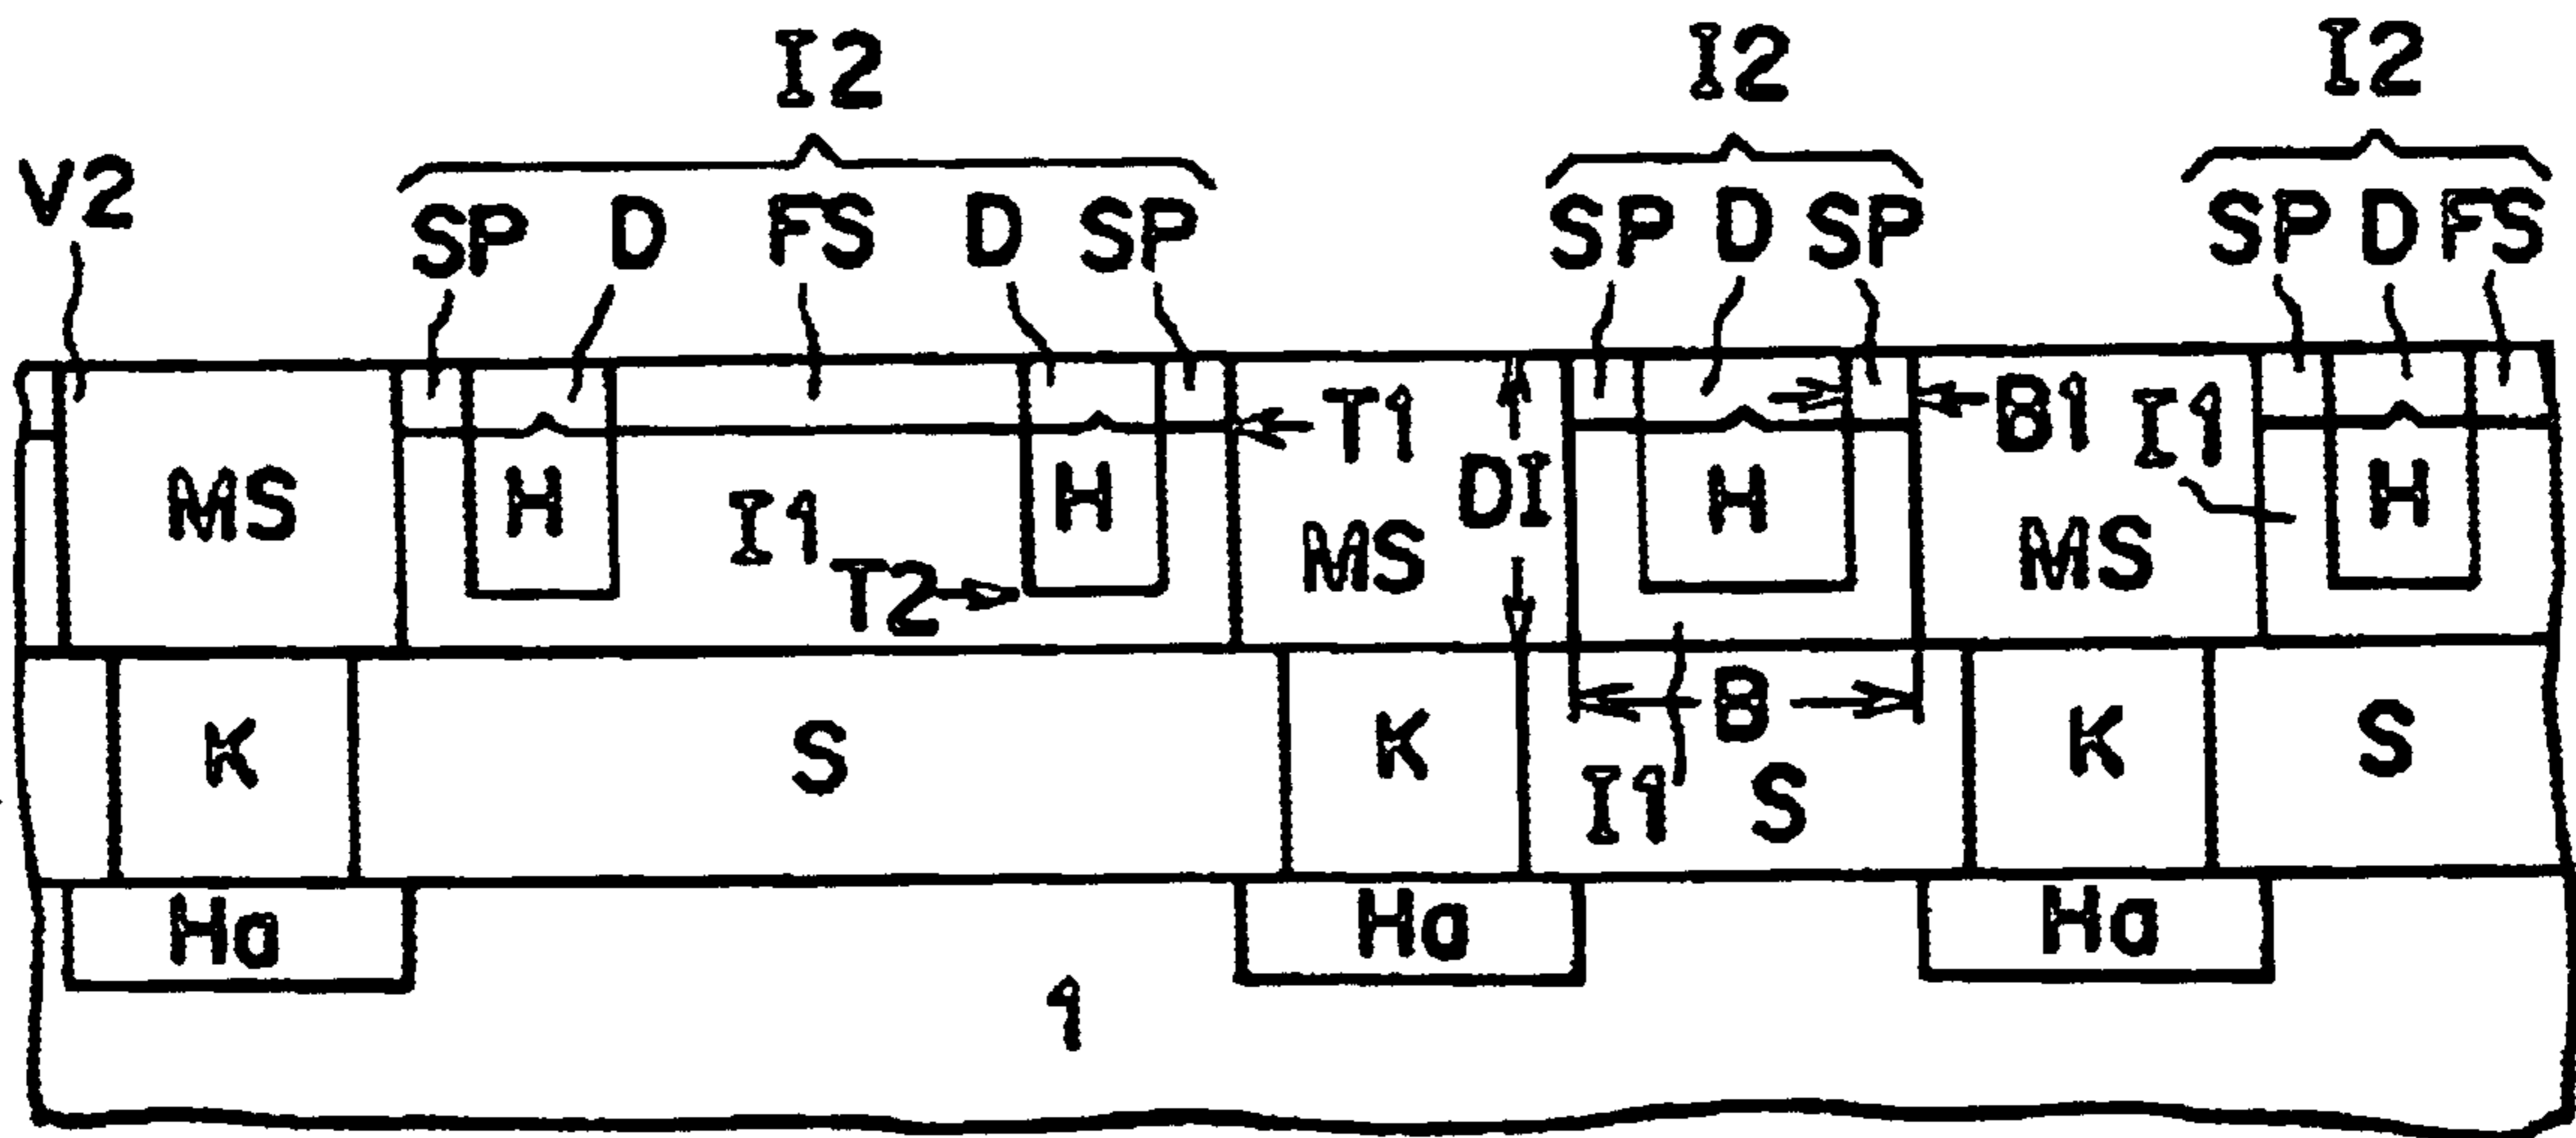 I2 I2 I2
V2 SP D FS D SP SP D SP SP D FS
T1 B1 I1
MS H I1 H DI H MS H
T2 MS
K S K B K S
I1 S
Ha Ha Ha
1